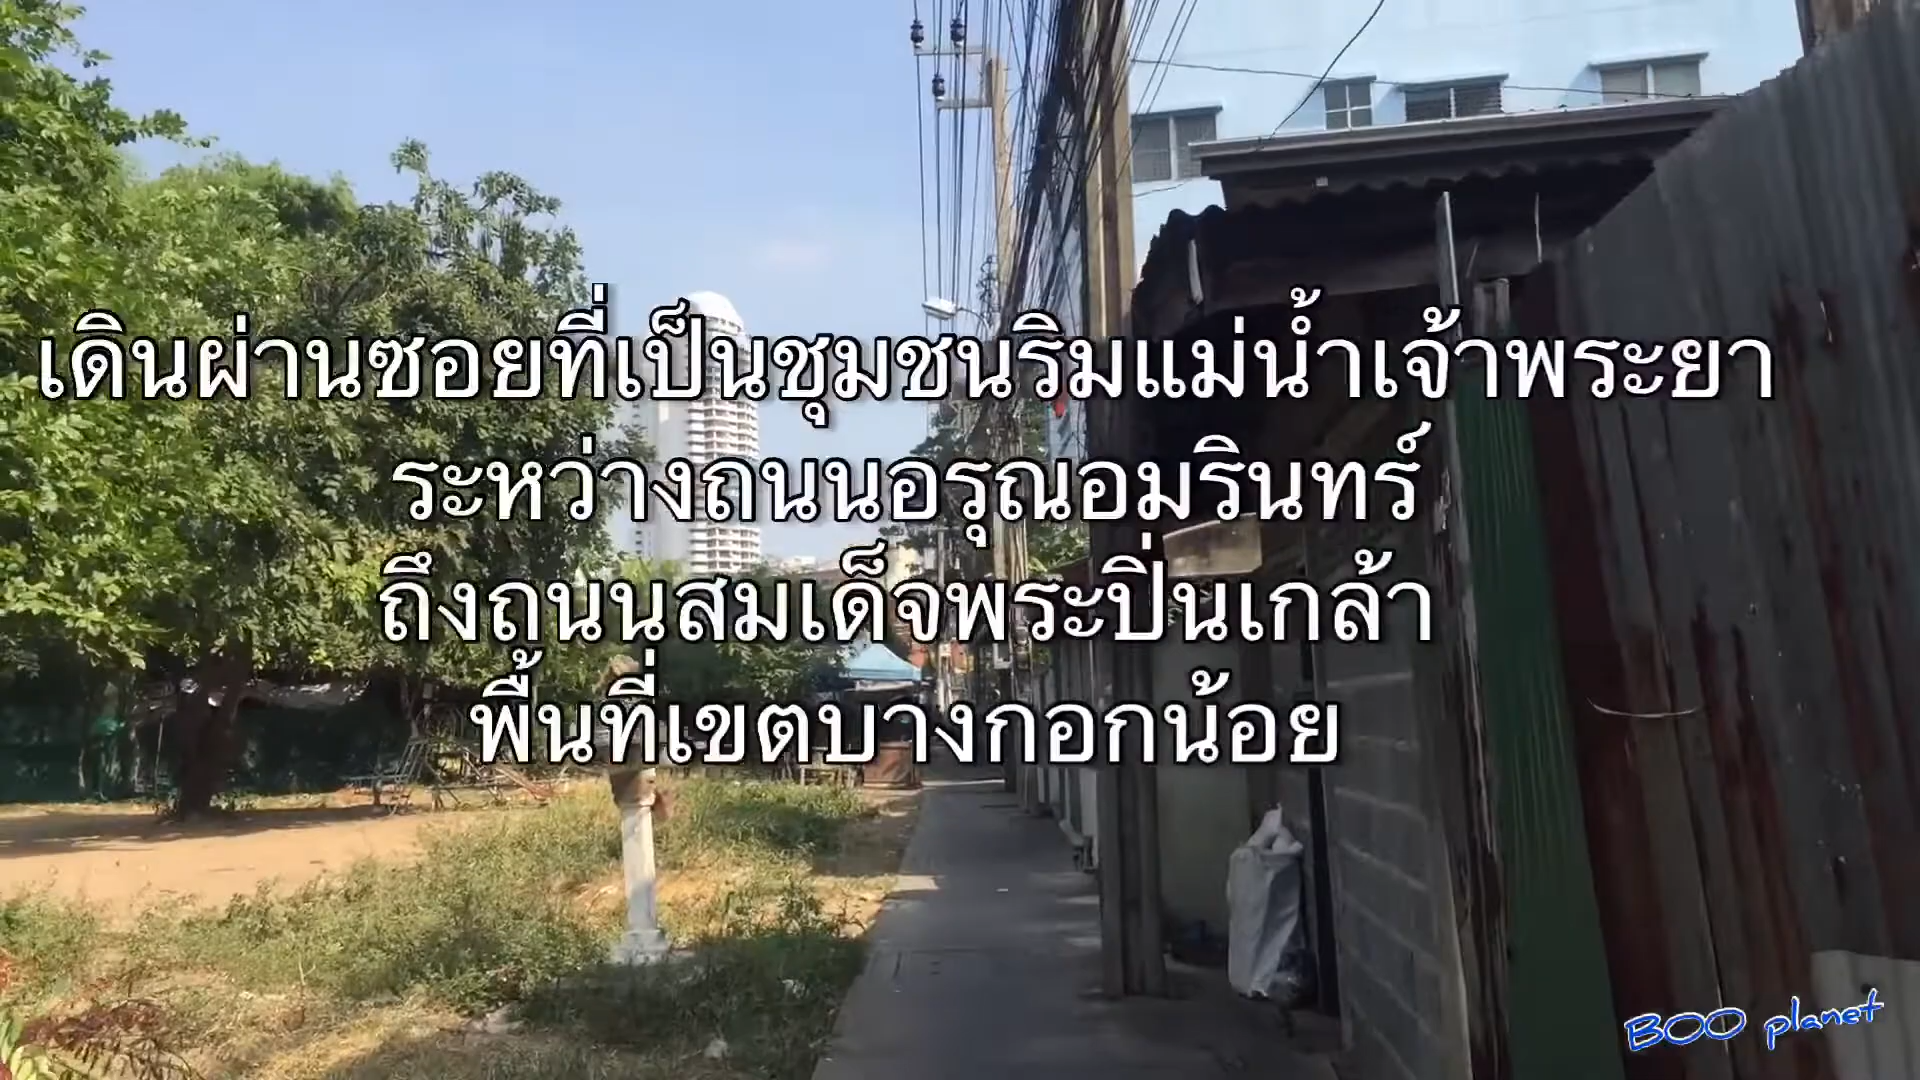 เดินผ่านซอยที่เป็นชุมชนริมแม่น้ำเจ้าพระยา
ระหว่างถนนอรุณอมรินทร์
ถึงถนนสมเด็จพระปิ่นเกล้า
พื้นที่เขตบางกอกน้อย
BOO planet